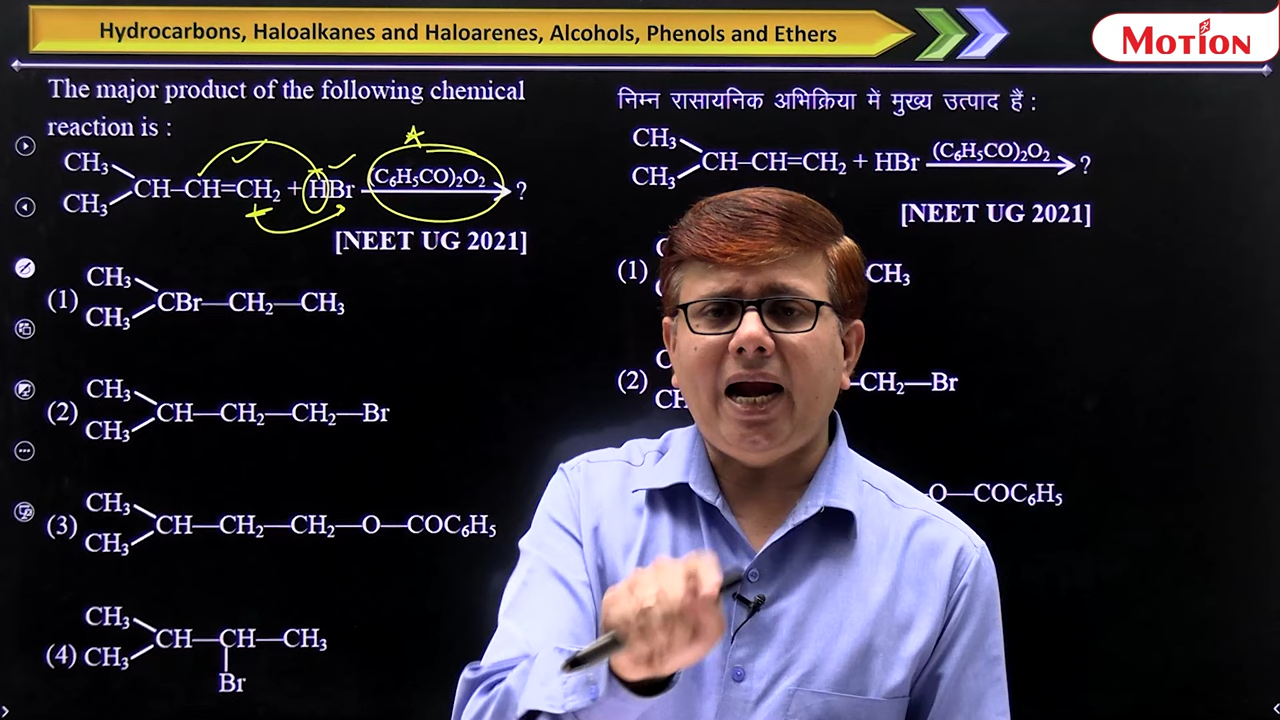 Hydrocarbons, Haloalkanes and Haloarenes, Alcohols, Phenols and Ethers
MOTION
The major product of the following chemical
reaction is :
CH₃
CH₃
CH–CH=CH₂ + HBr (C₆H₅CO)₂O₂ ?
[NEET UG 2021]
(1) CH₃
CH₃
CBr—CH₂—CH₃
(2) CH₃
CH₃
CH—CH₂—CH₂—Br
(3) CH₃
CH₃
CH—CH₂—CH₂—O—COC₆H₅
(4) CH₃
CH₃
CH—CH—CH₃
Br
निम्न रासायनिक अभिक्रिया में मुख्य उत्पाद हैं :
CH₃
CH₃
CH–CH=CH₂ + HBr (C₆H₅CO)₂O₂ ?
[NEET UG 2021]
(1)
CH₃
(2)
—CH₂—Br
O—COC₆H₅